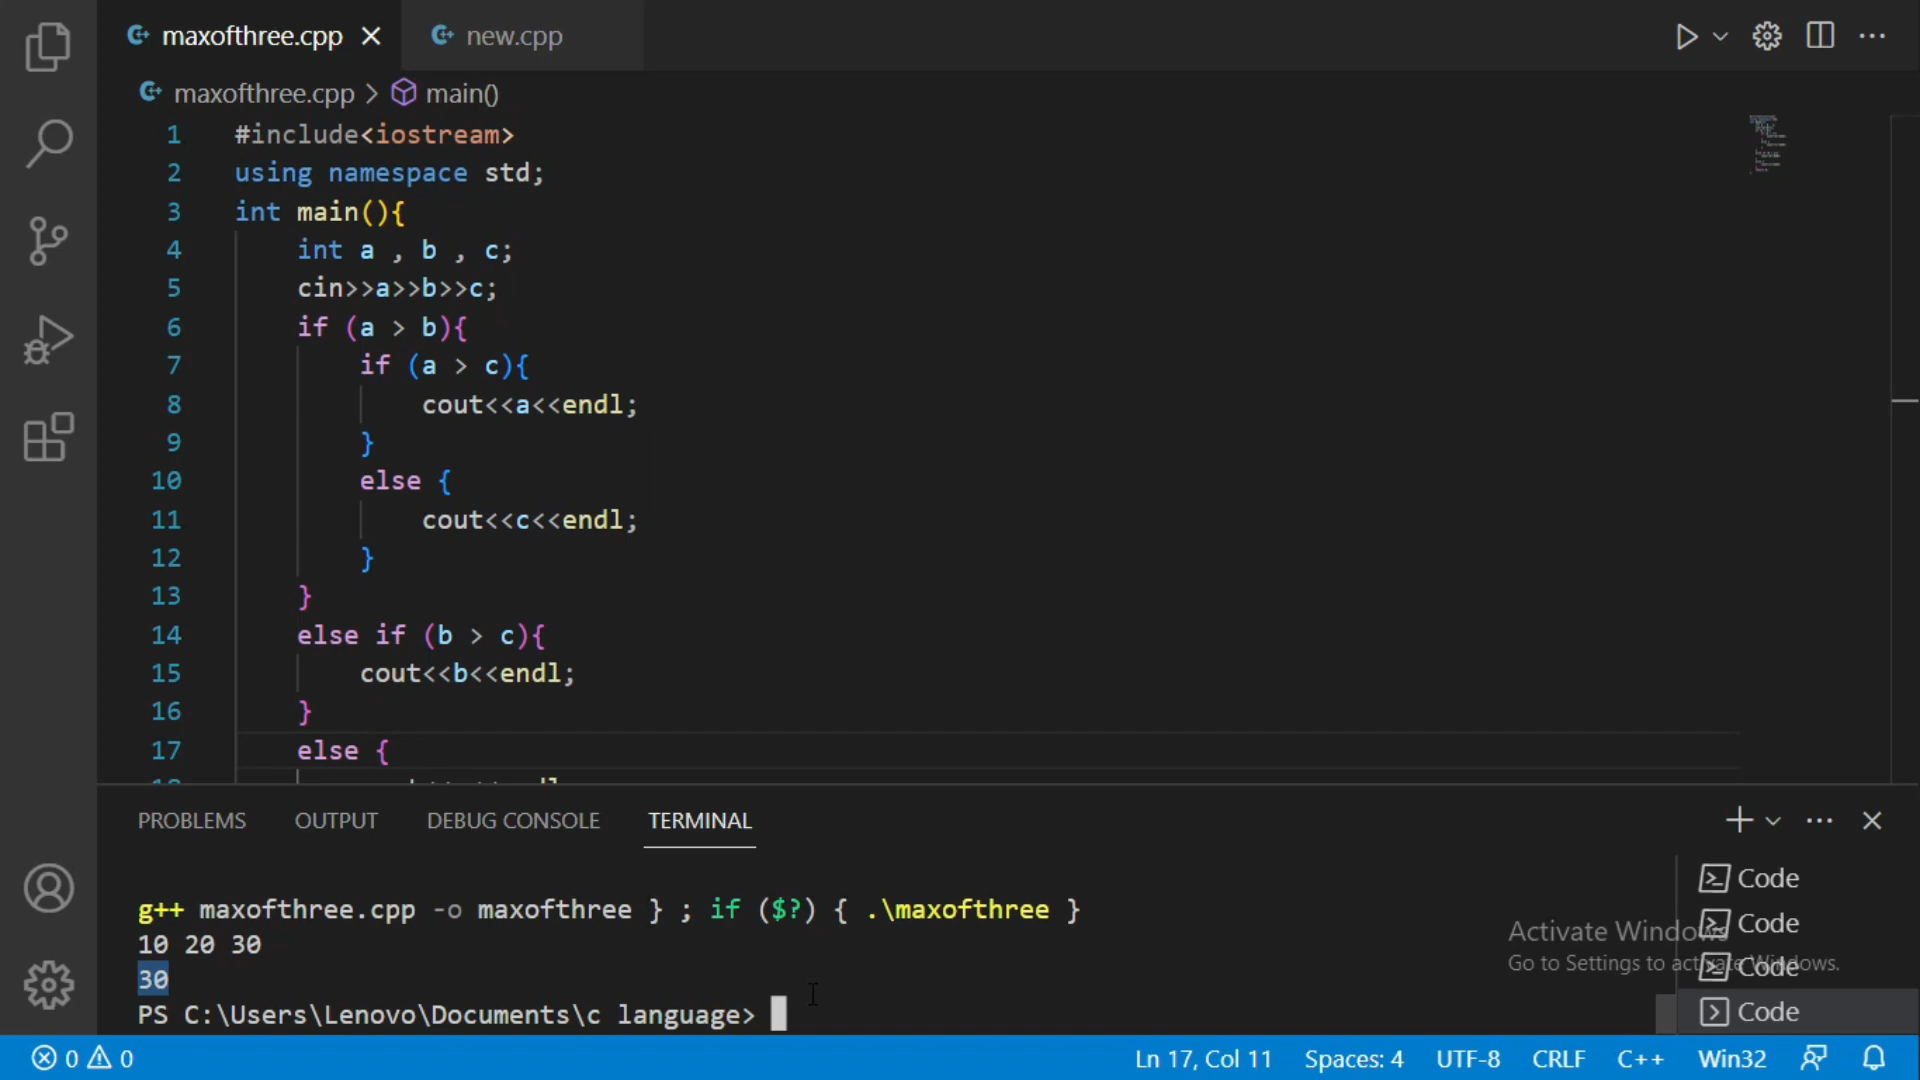 maxofthree.cpp
new.cpp
maxofthree.cpp > main()
1 #include<iostream>
2 using namespace std;
3 int main(){
4 int a , b , c;
5 cin>>a>>b>>c;
6 if (a > b){
7 if (a > c){
8 cout<<a<<endl;
9 }
10 else {
11 cout<<c<<endl;
12 }
13 }
14 else if (b > c){
15 cout<<b<<endl;
16 }
17 else {
PROBLEMS OUTPUT DEBUG CONSOLE TERMINAL
g++ maxofthree.cpp -o maxofthree } ; if ($?) { .\maxofthree }
10 20 30
30
PS C:\Users\Lenovo\Documents\c language>
Code
Code
Code
Code
Activate Windows
Go to Settings to activate Windows.
0 0
Ln 17, Col 11 Spaces: 4 UTF-8 CRLF C++ Win32